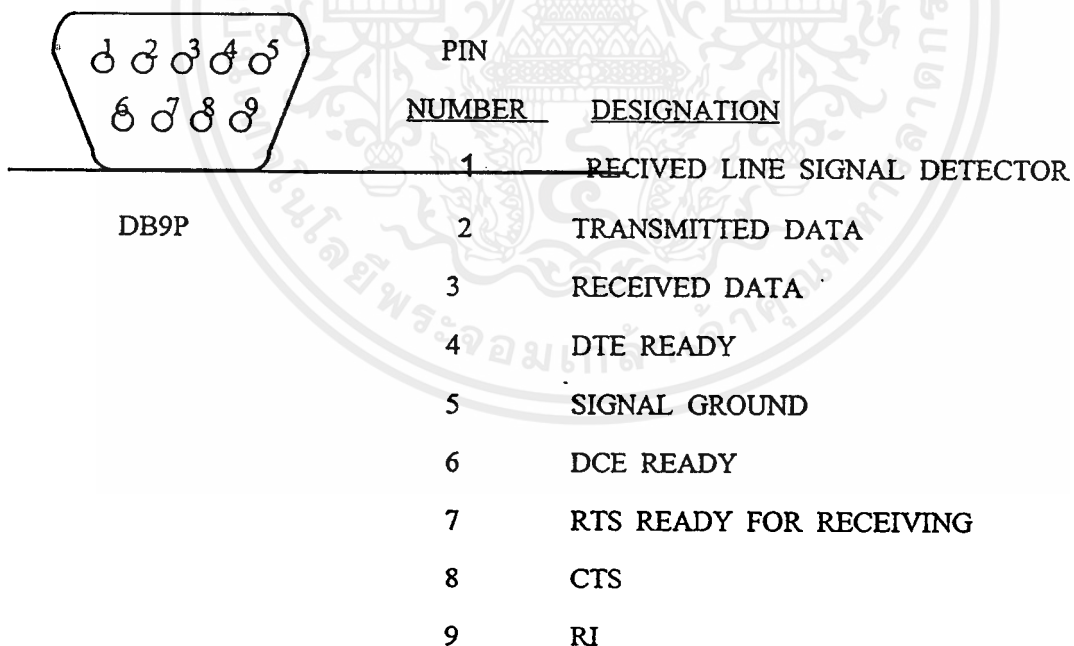 1 2 3 4 5
6 7 8 9
DB9P
PIN
NUMBER DESIGNATION
1 RECIVED LINE SIGNAL DETECTOR
2 TRANSMITTED DATA
3 RECEIVED DATA
4 DTE READY
5 SIGNAL GROUND
6 DCE READY
7 RTS READY FOR RECEIVING
8 CTS
9 RI